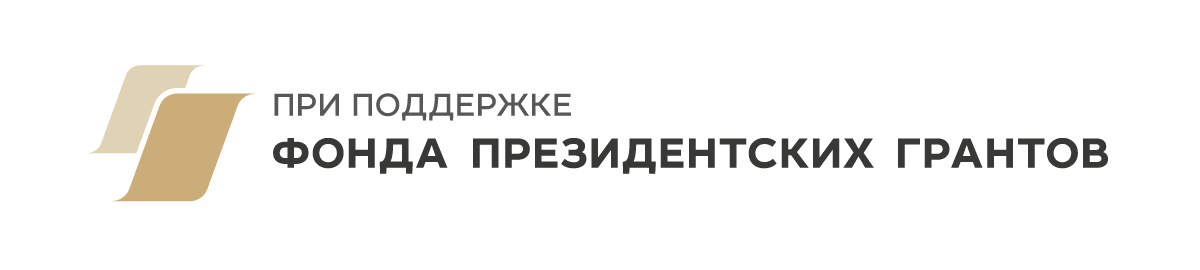 ПРИ ПОДДЕРЖКЕ
ФОНДА ПРЕЗИДЕНТСКИХ ГРАНТОВ